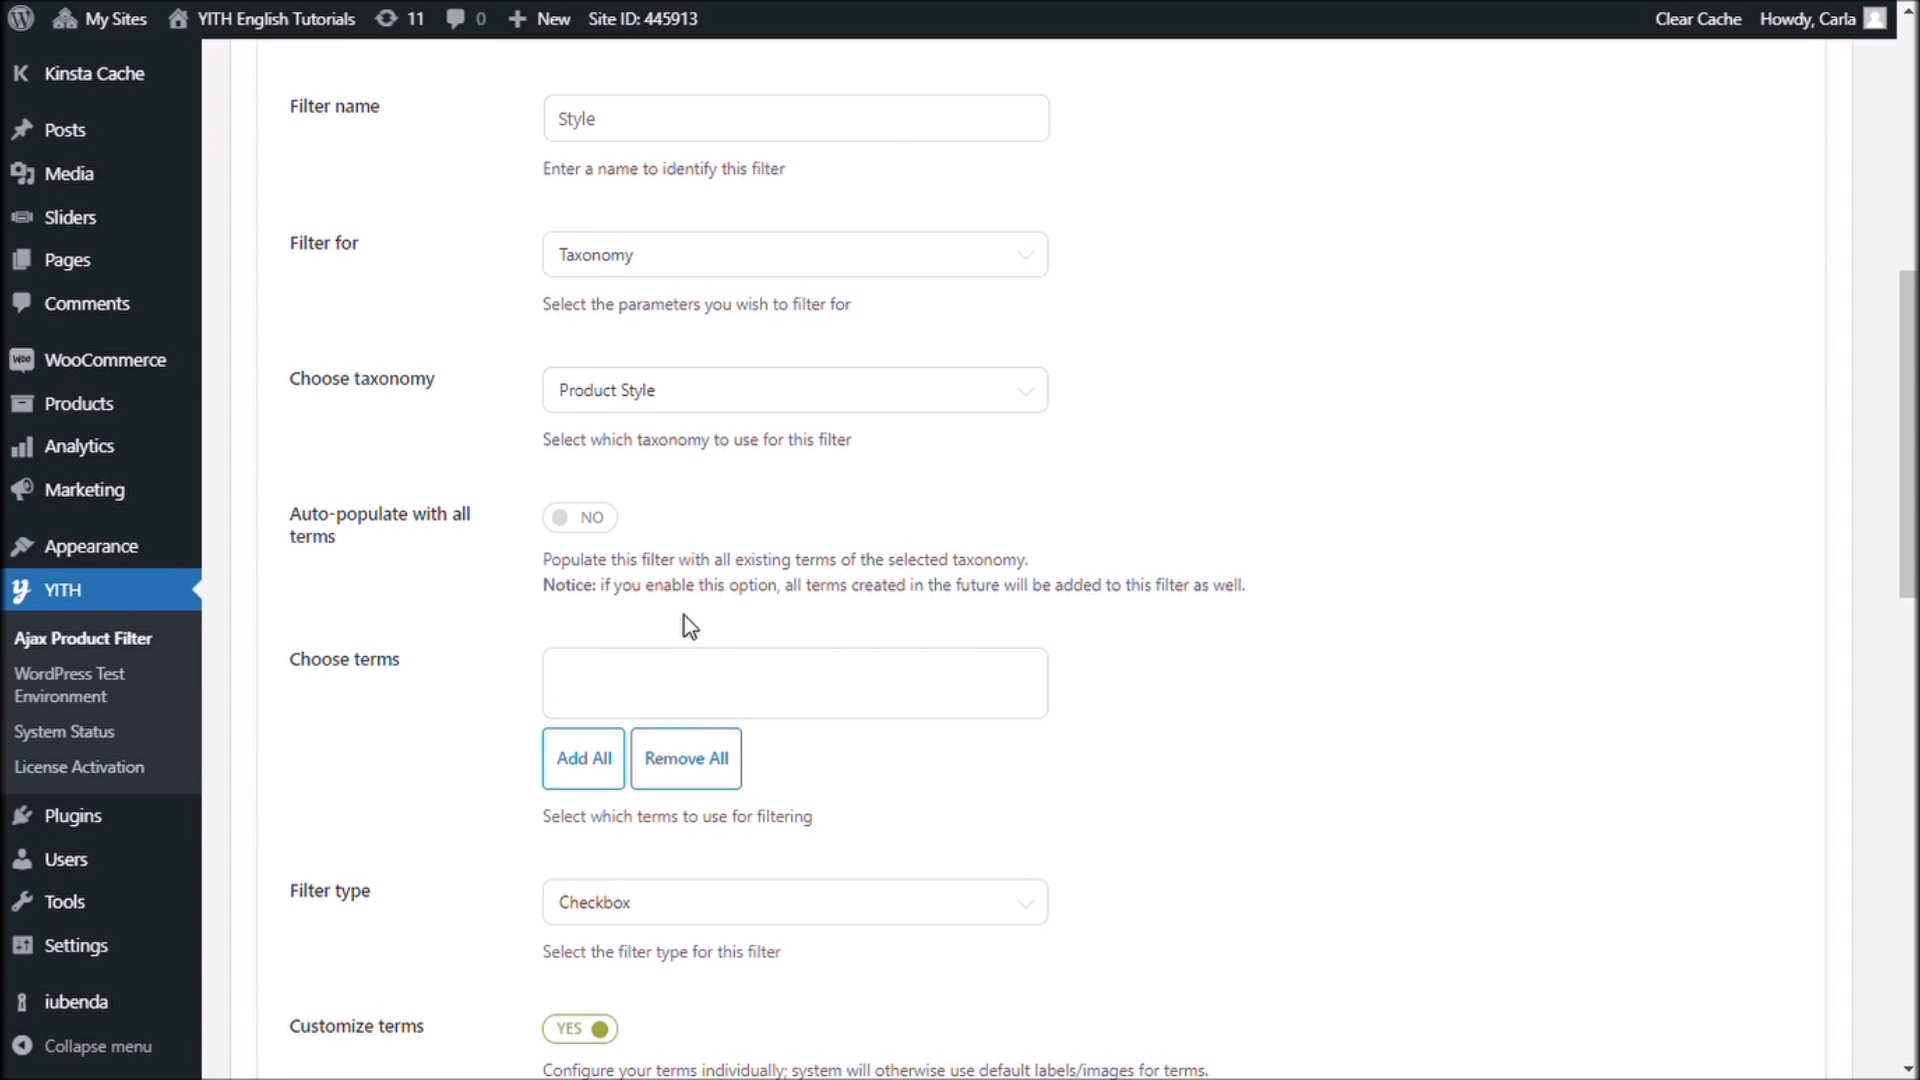 My Sites
YITH English Tutorials
11
0
New
Site ID: 445913
Clear Cache
Howdy, Carla
Kinsta Cache
Posts
Media
Sliders
Pages
Comments
WooCommerce
Products
Analytics
Marketing
Appearance
YITH
Ajax Product Filter
WordPress Test
Environment
System Status
License Activation
Plugins
Users
Tools
Settings
iubenda
Collapse menu
Filter name
Style
Enter a name to identify this filter
Filter for
Taxonomy
Select the parameters you wish to filter for
Choose taxonomy
Product Style
Select which taxonomy to use for this filter
Auto-populate with all
terms
NO
Populate this filter with all existing terms of the selected taxonomy.
Notice: if you enable this option, all terms created in the future will be added to this filter as well.
Choose terms
Add All
Remove All
Select which terms to use for filtering
Filter type
Checkbox
Select the filter type for this filter
Customize terms
YES
Configure your terms individually; system will otherwise use default labels/images for terms.